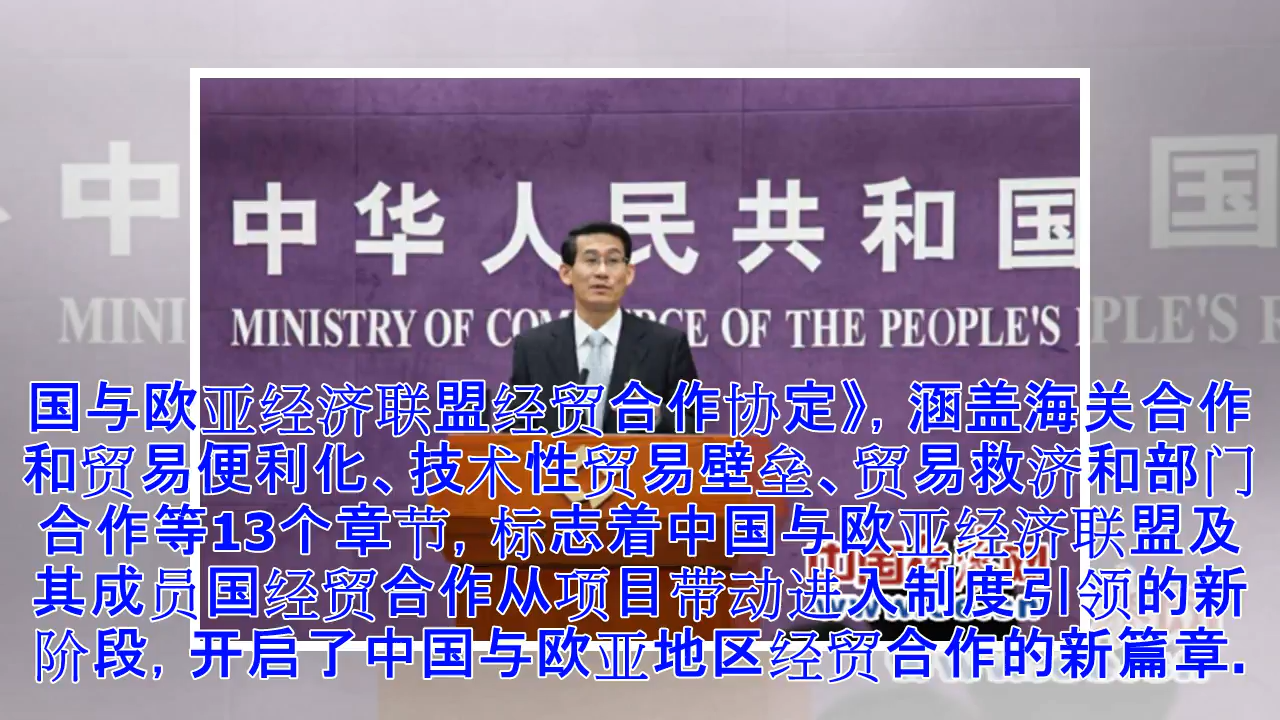 中华人民共和国
MINISTRY OF COMMERCE OF THE PEOPLE'S
国与欧亚经济联盟经贸合作协定》, 涵盖海关合作
和贸易便利化、技术性贸易壁垒、贸易救济和部门
合作等13个章节, 标志着中国与欧亚经济联盟及
其成员国经贸合作从项目带动进入制度引领的新
阶段, 开启了中国与欧亚地区经贸合作的新篇章.